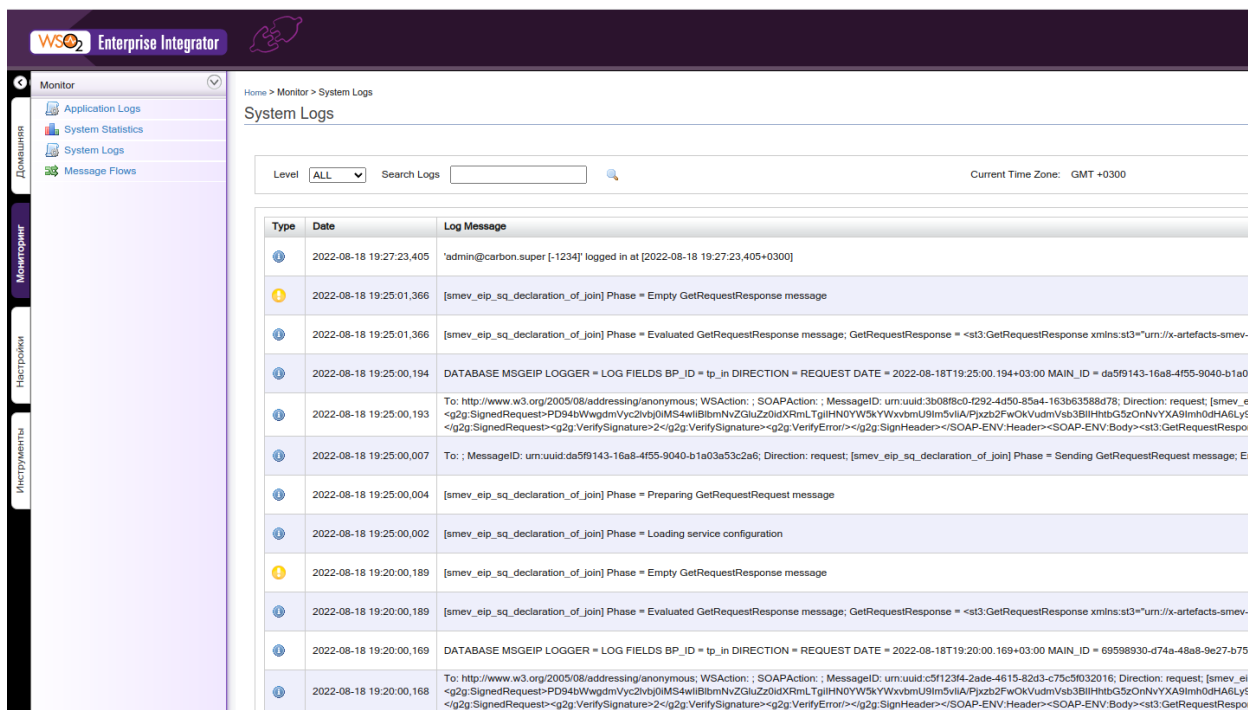 WSO2 Enterprise Integrator
Monitor
Application Logs
System Statistics
System Logs
Message Flows
Домашняя
Мониторинг
Настройки
Инструменты
Home > Monitor > System Logs
System Logs
Level ALL Search Logs Current Time Zone: GMT +0300
Type Date Log Message
2022-08-18 19:27:23,405 'admin@carbon.super [-1234]' logged in at [2022-08-18 19:27:23,405+0300]
2022-08-18 19:25:01,366 [smev_eip_sq_declaration_of_join] Phase = Empty GetRequestResponse message
2022-08-18 19:25:01,366 [smev_eip_sq_declaration_of_join] Phase = Evaluated GetRequestResponse message; GetRequestResponse = <st3:GetRequestResponse xmlns:st3="urn://x-artefacts-smev-
2022-08-18 19:25:00,194 DATABASE MSGEIP LOGGER = LOG FIELDS BP_ID = tp_in DIRECTION = REQUEST DATE = 2022-08-18T19:25:00.194+03:00 MAIN_ID = da5f9143-16a8-4f55-9040-b1a0
To: http://www.w3.org/2005/08/addressing/anonymous; WSAction: ; SOAPAction: ; MessageID: urn:uuid:3b08f8c0-f292-4d50-85a4-163b63588d78; Direction: request; [smev_e
2022-08-18 19:25:00,193 <g2g:SignedRequest>
</g2g:SignedRequest><g2g:VerifySignature>2</g2g:VerifySignature><g2g:VerifyError/></g2g:SignHeader></SOAP-ENV:Header><SOAP-ENV:Body><st3:GetRequestRespo
2022-08-18 19:25:00,007 To: ; MessageID: urn:uuid:da5f9143-16a8-4f55-9040-b1a03a53c2a6; Direction: request; [smev_eip_sq_declaration_of_join] Phase = Sending GetRequestRequest message; E
2022-08-18 19:25:00,004 [smev_eip_sq_declaration_of_join] Phase = Preparing GetRequestRequest message
2022-08-18 19:25:00,002 [smev_eip_sq_declaration_of_join] Phase = Loading service configuration
2022-08-18 19:20:00,189 [smev_eip_sq_declaration_of_join] Phase = Empty GetRequestResponse message
2022-08-18 19:20:00,189 [smev_eip_sq_declaration_of_join] Phase = Evaluated GetRequestResponse message; GetRequestResponse = <st3:GetRequestResponse xmlns:st3="urn://x-artefacts-smev-
2022-08-18 19:20:00,169 DATABASE MSGEIP LOGGER = LOG FIELDS BP_ID = tp_in DIRECTION = REQUEST DATE = 2022-08-18T19:20:00.169+03:00 MAIN_ID = 69598930-d74a-48a8-9e27-b75
To: http://www.w3.org/2005/08/addressing/anonymous; WSAction: ; SOAPAction: ; MessageID: urn:uuid:c5f123f4-2ade-4615-82d3-c75c5f032016; Direction: request; [smev_ei
2022-08-18 19:20:00,168 <g2g:SignedRequest>
</g2g:SignedRequest><g2g:VerifySignature>2</g2g:VerifySignature><g2g:VerifyError/></g2g:SignHeader></SOAP-ENV:Header><SOAP-ENV:Body><st3:GetRequestRespo